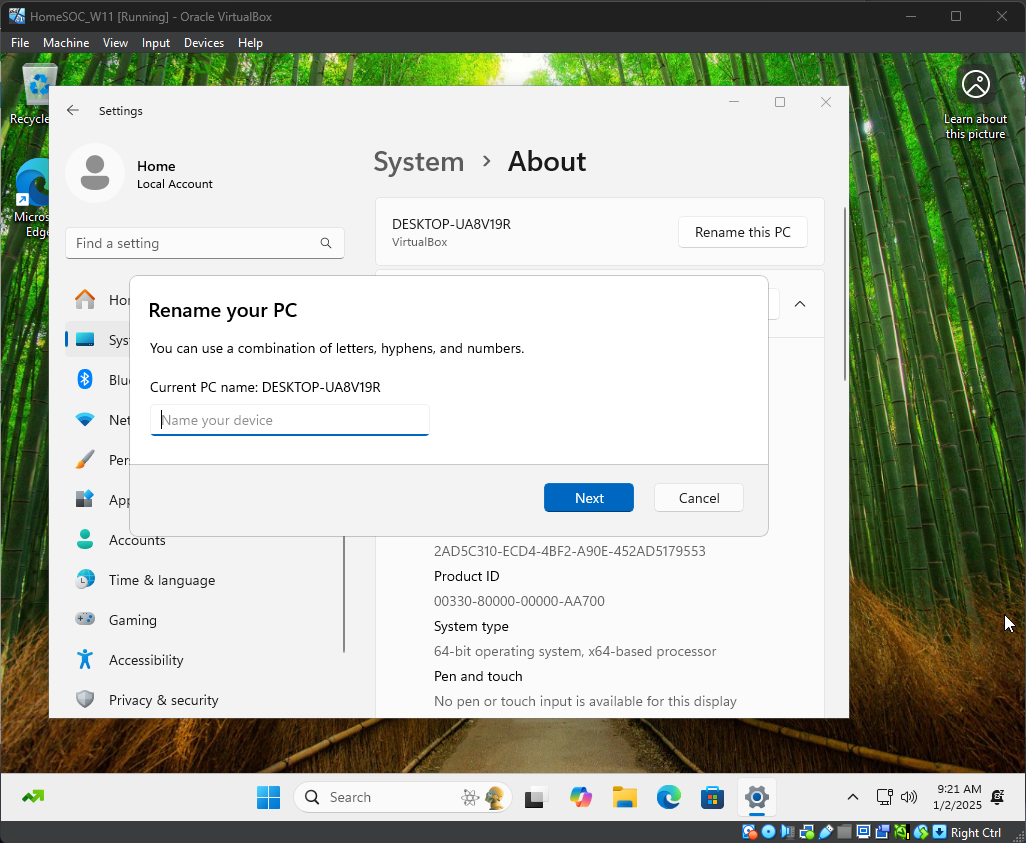 HomeSOC_W11 [Running] - Oracle VirtualBox
File Machine View Input Devices Help
Recycle
Learn about
this picture
Micros
Edge
Settings
Home
Local Account
Find a setting
System > About
DESKTOP-UA8V19R
VirtualBox
Rename this PC
Ho
Sys
Blu
Net
Per
App
Accounts
Time & language
Gaming
Accessibility
Privacy & security
Rename your PC
You can use a combination of letters, hyphens, and numbers.
Current PC name: DESKTOP-UA8V19R
Name your device
Next
Cancel
2AD5C310-ECD4-4BF2-A90E-452AD5179553
Product ID
00330-80000-00000-AA700
System type
64-bit operating system, x64-based processor
Pen and touch
No pen or touch input is available for this display
Search
9:21 AM
1/2/2025
Right Ctrl